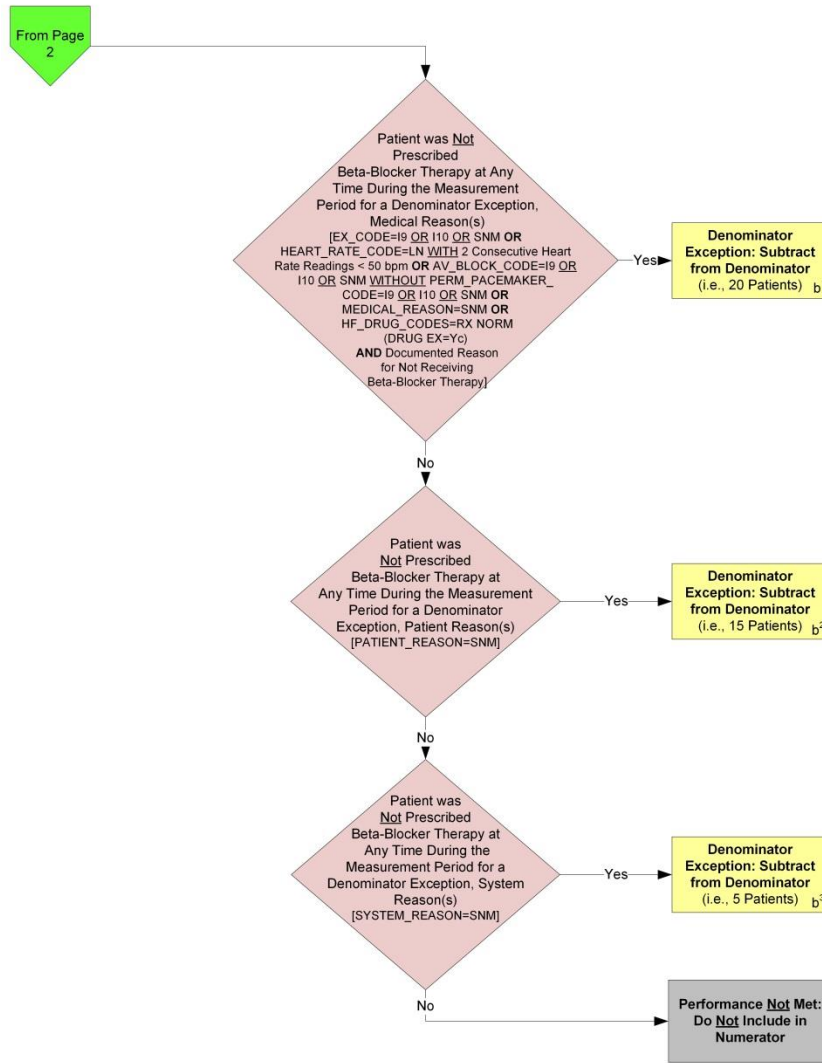 From Page
2
Patient was Not
Prescribed
Beta-Blocker Therapy at Any
Time During the Measurement
Period for a Denominator Exception,
Medical Reason(s)
[EX_CODE=I9 OR I10 OR SNM OR
HEART_RATE_CODE=LN WITH 2 Consecutive Heart
Rate Readings < 50 bpm OR AV_BLOCK_CODE=I9 OR
I10 OR SNM WITHOUT PERM_PACEMAKER_
CODE=I9 OR I10 OR SNM OR
MEDICAL_REASON=SNM OR
HF_DRUG_CODES=RX NORM
(DRUG EX=Yc)
AND Documented Reason
for Not Receiving
Beta-Blocker Therapy]
Yes
Denominator
Exception: Subtract
from Denominator
(i.e., 20 Patients) b
No
Patient was
Not Prescribed
Beta-Blocker Therapy at
Any Time During the Measurement
Period for a Denominator
Exception, Patient Reason(s)
[PATIENT_REASON=SNM]
Yes
Denominator
Exception: Subtract
from Denominator
(i.e., 15 Patients) b²
No
Patient was
Not Prescribed
Beta-Blocker Therapy at
Any Time During the
Measurement Period for a
Denominator Exception, System
Reason(s)
[SYSTEM_REASON=SNM]
Yes
Denominator
Exception: Subtract
from Denominator
(i.e., 5 Patients) b³
No
Performance Not Met:
Do Not Include in
Numerator